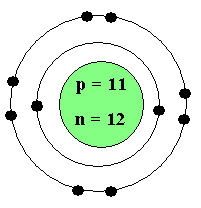 p = 11
n = 12